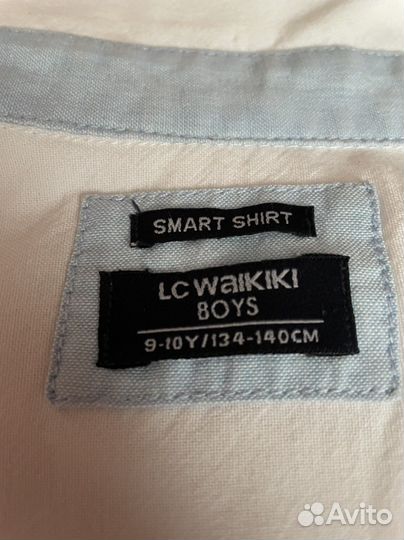 SMART SHIRT
LC WAIKIKI
BOYS
9-10Y/134-140CM
Avito